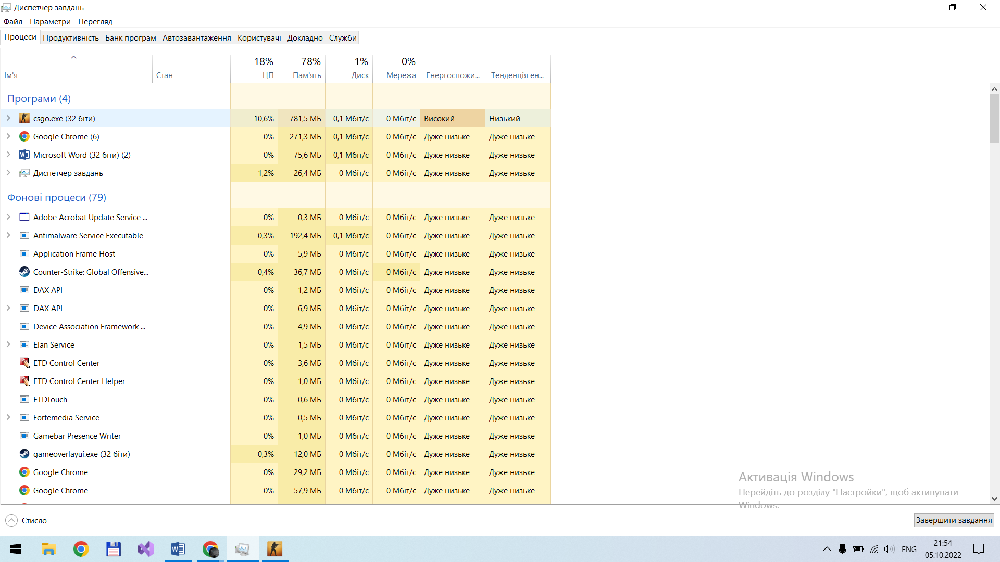 Диспетчер завдань
Файл Параметри Перегляд
Процеси Продуктивність Банк програм Автозавантаження Користувачі Докладно Служби
18% 78% 1% 0%
Ім'я Стан ЦП Пам'ять Диск Мережа Енергоспожи... Тенденція ен...
Програми (4)
csgo.exe (32 біти) 10,6% 781,5 МБ 0,1 Мбіт/с 0 Мбіт/с Високий Низький
Google Chrome (6) 0% 271,3 МБ 0,1 Мбіт/с 0 Мбіт/с Дуже низьке Дуже низьке
Microsoft Word (32 біти) (2) 0% 75,6 МБ 0,1 Мбіт/с 0 Мбіт/с Дуже низьке Дуже низьке
Диспетчер завдань 1,2% 26,4 МБ 0 Мбіт/с 0 Мбіт/с Дуже низьке Дуже низьке
Фонові процеси (79)
Adobe Acrobat Update Service ... 0% 0,3 МБ 0 Мбіт/с 0 Мбіт/с Дуже низьке Дуже низьке
Antimalware Service Executable 0,3% 192,4 МБ 0,1 Мбіт/с 0 Мбіт/с Дуже низьке Дуже низьке
Application Frame Host 0% 5,9 МБ 0 Мбіт/с 0 Мбіт/с Дуже низьке Дуже низьке
Counter-Strike: Global Offensive... 0,4% 36,7 МБ 0 Мбіт/с 0 Мбіт/с Дуже низьке Дуже низьке
DAX API 0% 1,2 МБ 0 Мбіт/с 0 Мбіт/с Дуже низьке Дуже низьке
DAX API 0% 6,9 МБ 0 Мбіт/с 0 Мбіт/с Дуже низьке Дуже низьке
Device Association Framework ... 0% 4,9 МБ 0 Мбіт/с 0 Мбіт/с Дуже низьке Дуже низьке
Elan Service 0% 1,5 МБ 0 Мбіт/с 0 Мбіт/с Дуже низьке Дуже низьке
ETD Control Center 0% 3,6 МБ 0 Мбіт/с 0 Мбіт/с Дуже низьке Дуже низьке
ETD Control Center Helper 0% 1,0 МБ 0 Мбіт/с 0 Мбіт/с Дуже низьке Дуже низьке
ETDTouch 0% 0,6 МБ 0 Мбіт/с 0 Мбіт/с Дуже низьке Дуже низьке
Fortemedia Service 0% 0,5 МБ 0 Мбіт/с 0 Мбіт/с Дуже низьке Дуже низьке
Gamebar Presence Writer 0% 1,0 МБ 0 Мбіт/с 0 Мбіт/с Дуже низьке Дуже низьке
gameoverlayui.exe (32 біти) 0,3% 12,0 МБ 0 Мбіт/с 0 Мбіт/с Дуже низьке Дуже низьке
Google Chrome 0% 29,2 МБ 0 Мбіт/с 0 Мбіт/с Дуже низьке Дуже низьке
Google Chrome 0% 57,9 МБ 0 Мбіт/с 0 Мбіт/с Дуже низьке Дуже низьке
Активація Windows
Перейдіть до розділу "Настройки", щоб активувати
Windows.
Стисло Завершити завдання
ENG 21:54
05.10.2022